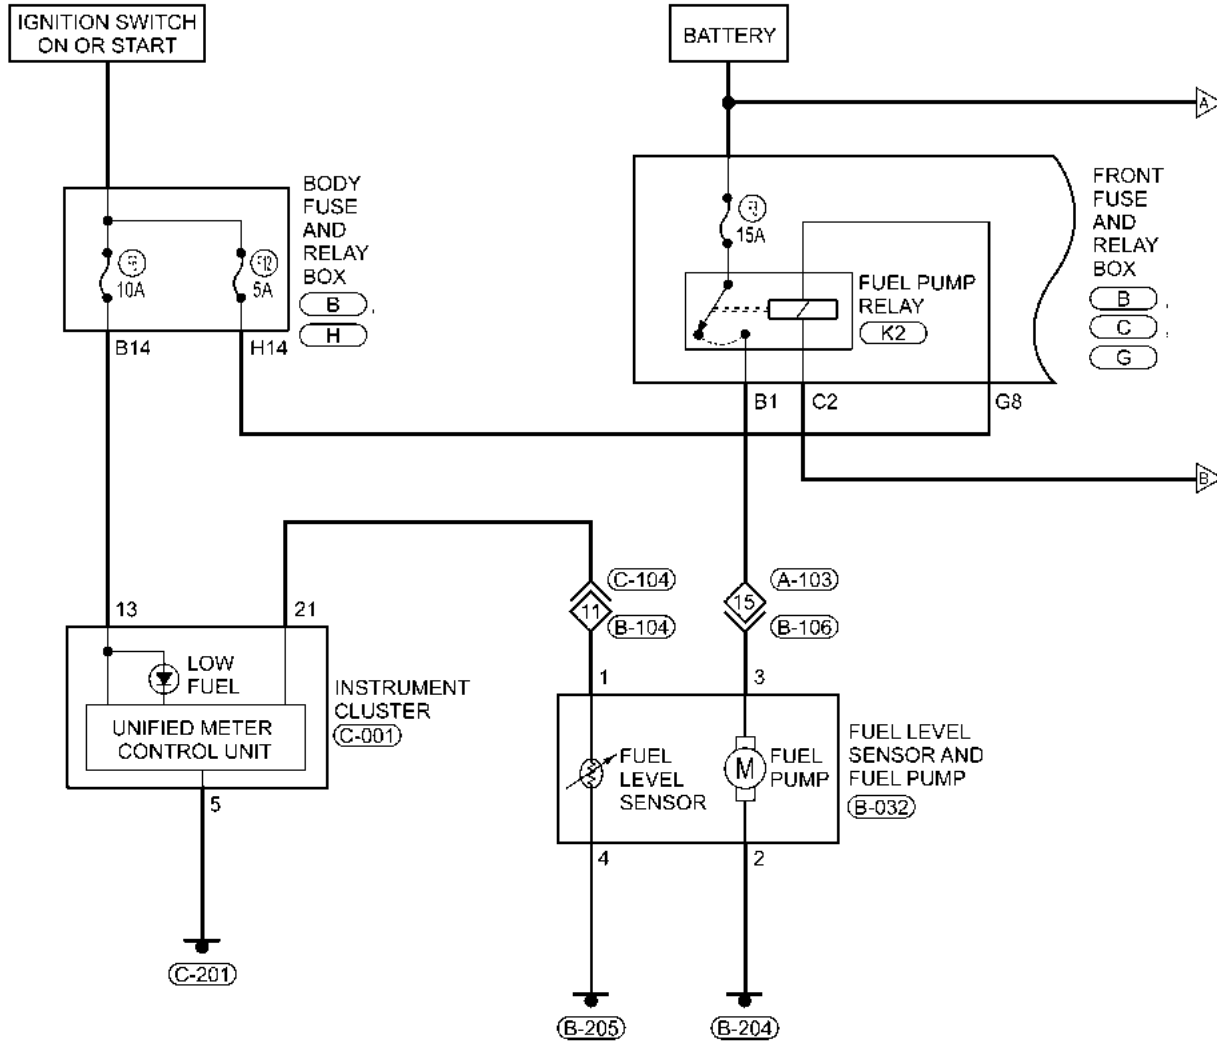 IGNITION SWITCH
ON OR START
BATTERY
A
BODY
FUSE
AND
RELAY
BOX
B ,
H
10A
F12
5A
B14
H14
15A
FUEL PUMP
RELAY
K2
FRONT
FUSE
AND
RELAY
BOX
B ,
C ,
G
B1
C2
G8
B
C-104
11
B-104
A-103
15
B-106
13
21
LOW
FUEL
UNIFIED METER
CONTROL UNIT
INSTRUMENT
CLUSTER
C-001
5
C-201
1
3
FUEL
LEVEL
SENSOR
M
FUEL
PUMP
FUEL LEVEL
SENSOR AND
FUEL PUMP
B-032
4
2
B-205
B-204